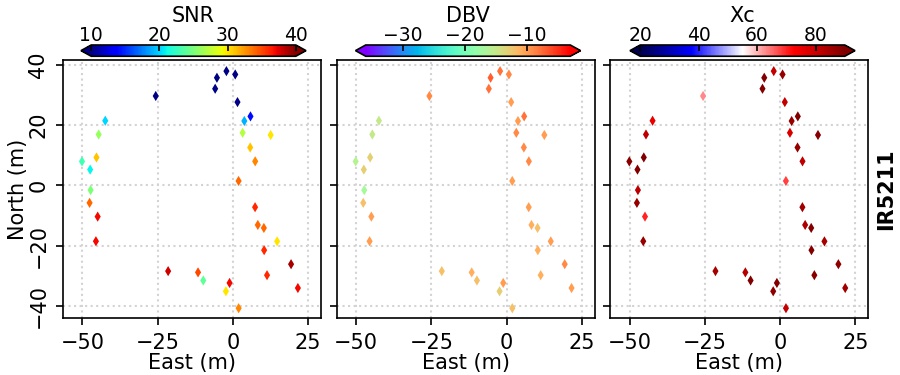 SNR DBV Xc
10 20 30 40 −30 −20 −10 20 40 60 80
40
20
0
−20
−40
North (m)
−50 −25 0 25 −50 −25 0 25 −50 −25 0 25
East (m) East (m) East (m)
IR5211